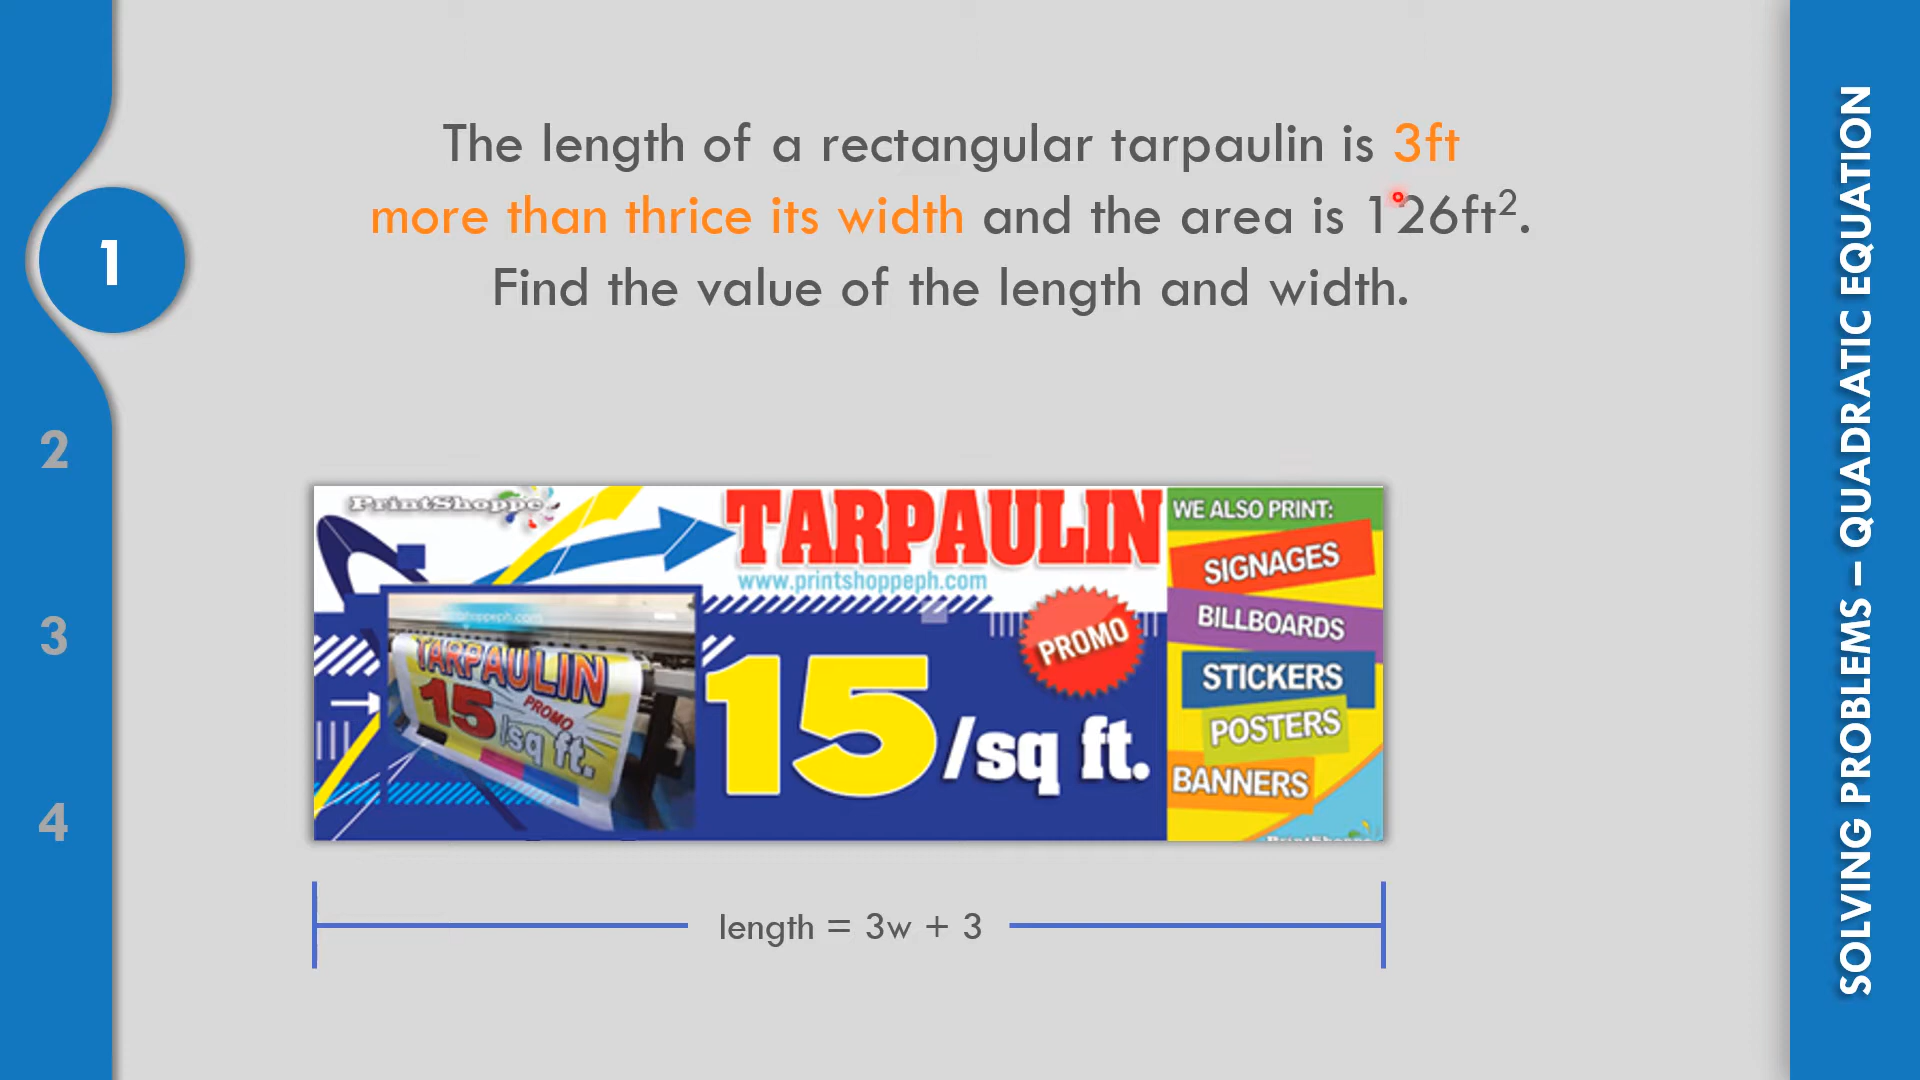 1
2
3
4
The length of a rectangular tarpaulin is 3ft
more than thrice its width and the area is 126ft².
Find the value of the length and width.
PrintShoppe
TARPAULIN
www.printshoppeph.com
PROMO
15/sq ft.
TARPAULIN
15
PROMO
/sq ft.
WE ALSO PRINT:
SIGNAGES
BILLBOARDS
STICKERS
POSTERS
BANNERS
length = 3w + 3
SOLVING PROBLEMS – QUADRATIC EQUATION